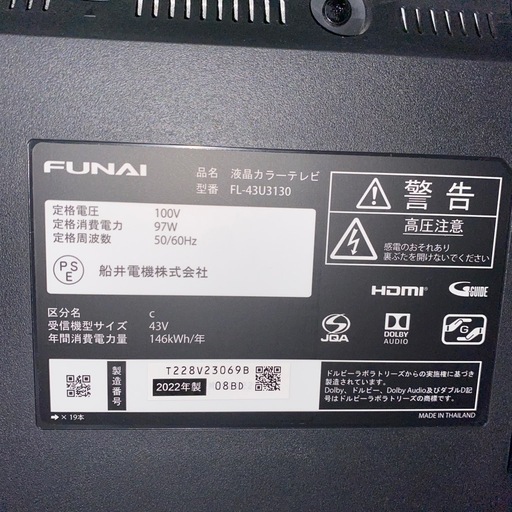 FUNAI
品名 液晶カラーテレビ
型番 FL-43U3130
定格電圧 100V
定格消費電力 97W
定格周波数 50/60Hz
PSE 船井電機株式会社
区分名 c
受信機型サイズ 43V
年間消費電力量 146kWh/年
製造番号
T228V23069B
2022年製 08BD
➡ × 19本
警告
高圧注意
感電のおそれあり
裏ぶたを開けないでください
HDMI G GUIDE
JQA DOLBY AUDIO G
ドルビーラボラトリーズからの実施権に基づき
製造されています。
Dolby、ドルビー、Dolby Audio及びダブルD記
号はドルビーラボラトリーズの商標です。
MADE IN THAILAND